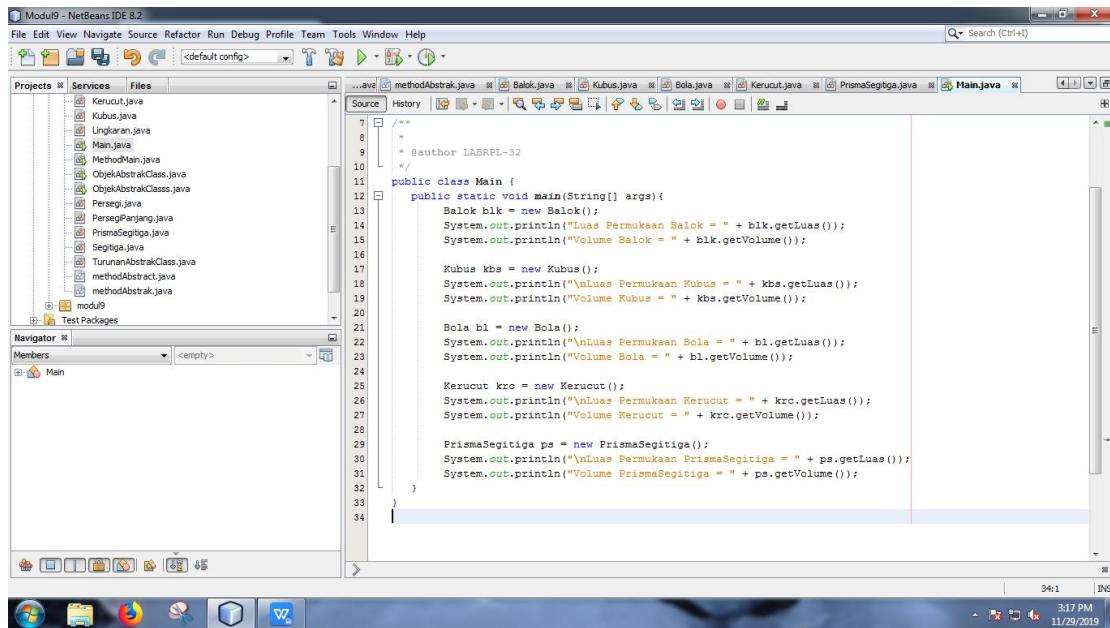 Modul9 - NetBeans IDE 8.2
File Edit View Navigate Source Refactor Run Debug Profile Team Tools Window Help
Search (Ctrl+I)
<default config>
Projects Services Files
Kerucut.java
Kubus.java
Lingkaran.java
Main.java
MethodMain.java
ObjekAbstrakClass.java
ObjekAbstrakClasss.java
Persegi.java
PersegiPanjang.java
PrismaSegitiga.java
Segitiga.java
TurunanAbstrakClass.java
methodAbstract.java
methodAbstrak.java
modul9
Test Packages
Navigator
Members <empty>
Main
...ava methodAbstrak.java Balok.java Kubus.java Bola.java Kerucut.java PrismaSegitiga.java Main.java
Source History
7 /**
8 *
9 * @author LABRPL-32
10 */
11 public class Main {
12 public static void main(String[] args){
13 Balok blk = new Balok();
14 System.out.println("Luas Permukaan Balok = " + blk.getLuas());
15 System.out.println("Volume Balok = " + blk.getVolume());
16
17 Kubus kbs = new Kubus();
18 System.out.println("\nLuas Permukaan Kubus = " + kbs.getLuas());
19 System.out.println("Volume Kubus = " + kbs.getVolume());
20
21 Bola bl = new Bola();
22 System.out.println("\nLuas Permukaan Bola = " + bl.getLuas());
23 System.out.println("Volume Bola = " + bl.getVolume());
24
25 Kerucut krc = new Kerucut();
26 System.out.println("\nLuas Permukaan Kerucut = " + krc.getLuas());
27 System.out.println("Volume Kerucut = " + krc.getVolume());
28
29 PrismaSegitiga ps = new PrismaSegitiga();
30 System.out.println("\nLuas Permukaan PrismaSegitiga = " + ps.getLuas());
31 System.out.println("Volume PrismaSegitiga = " + ps.getVolume());
32 }
33 }
34
34:1 INS
3:17 PM
11/29/2019